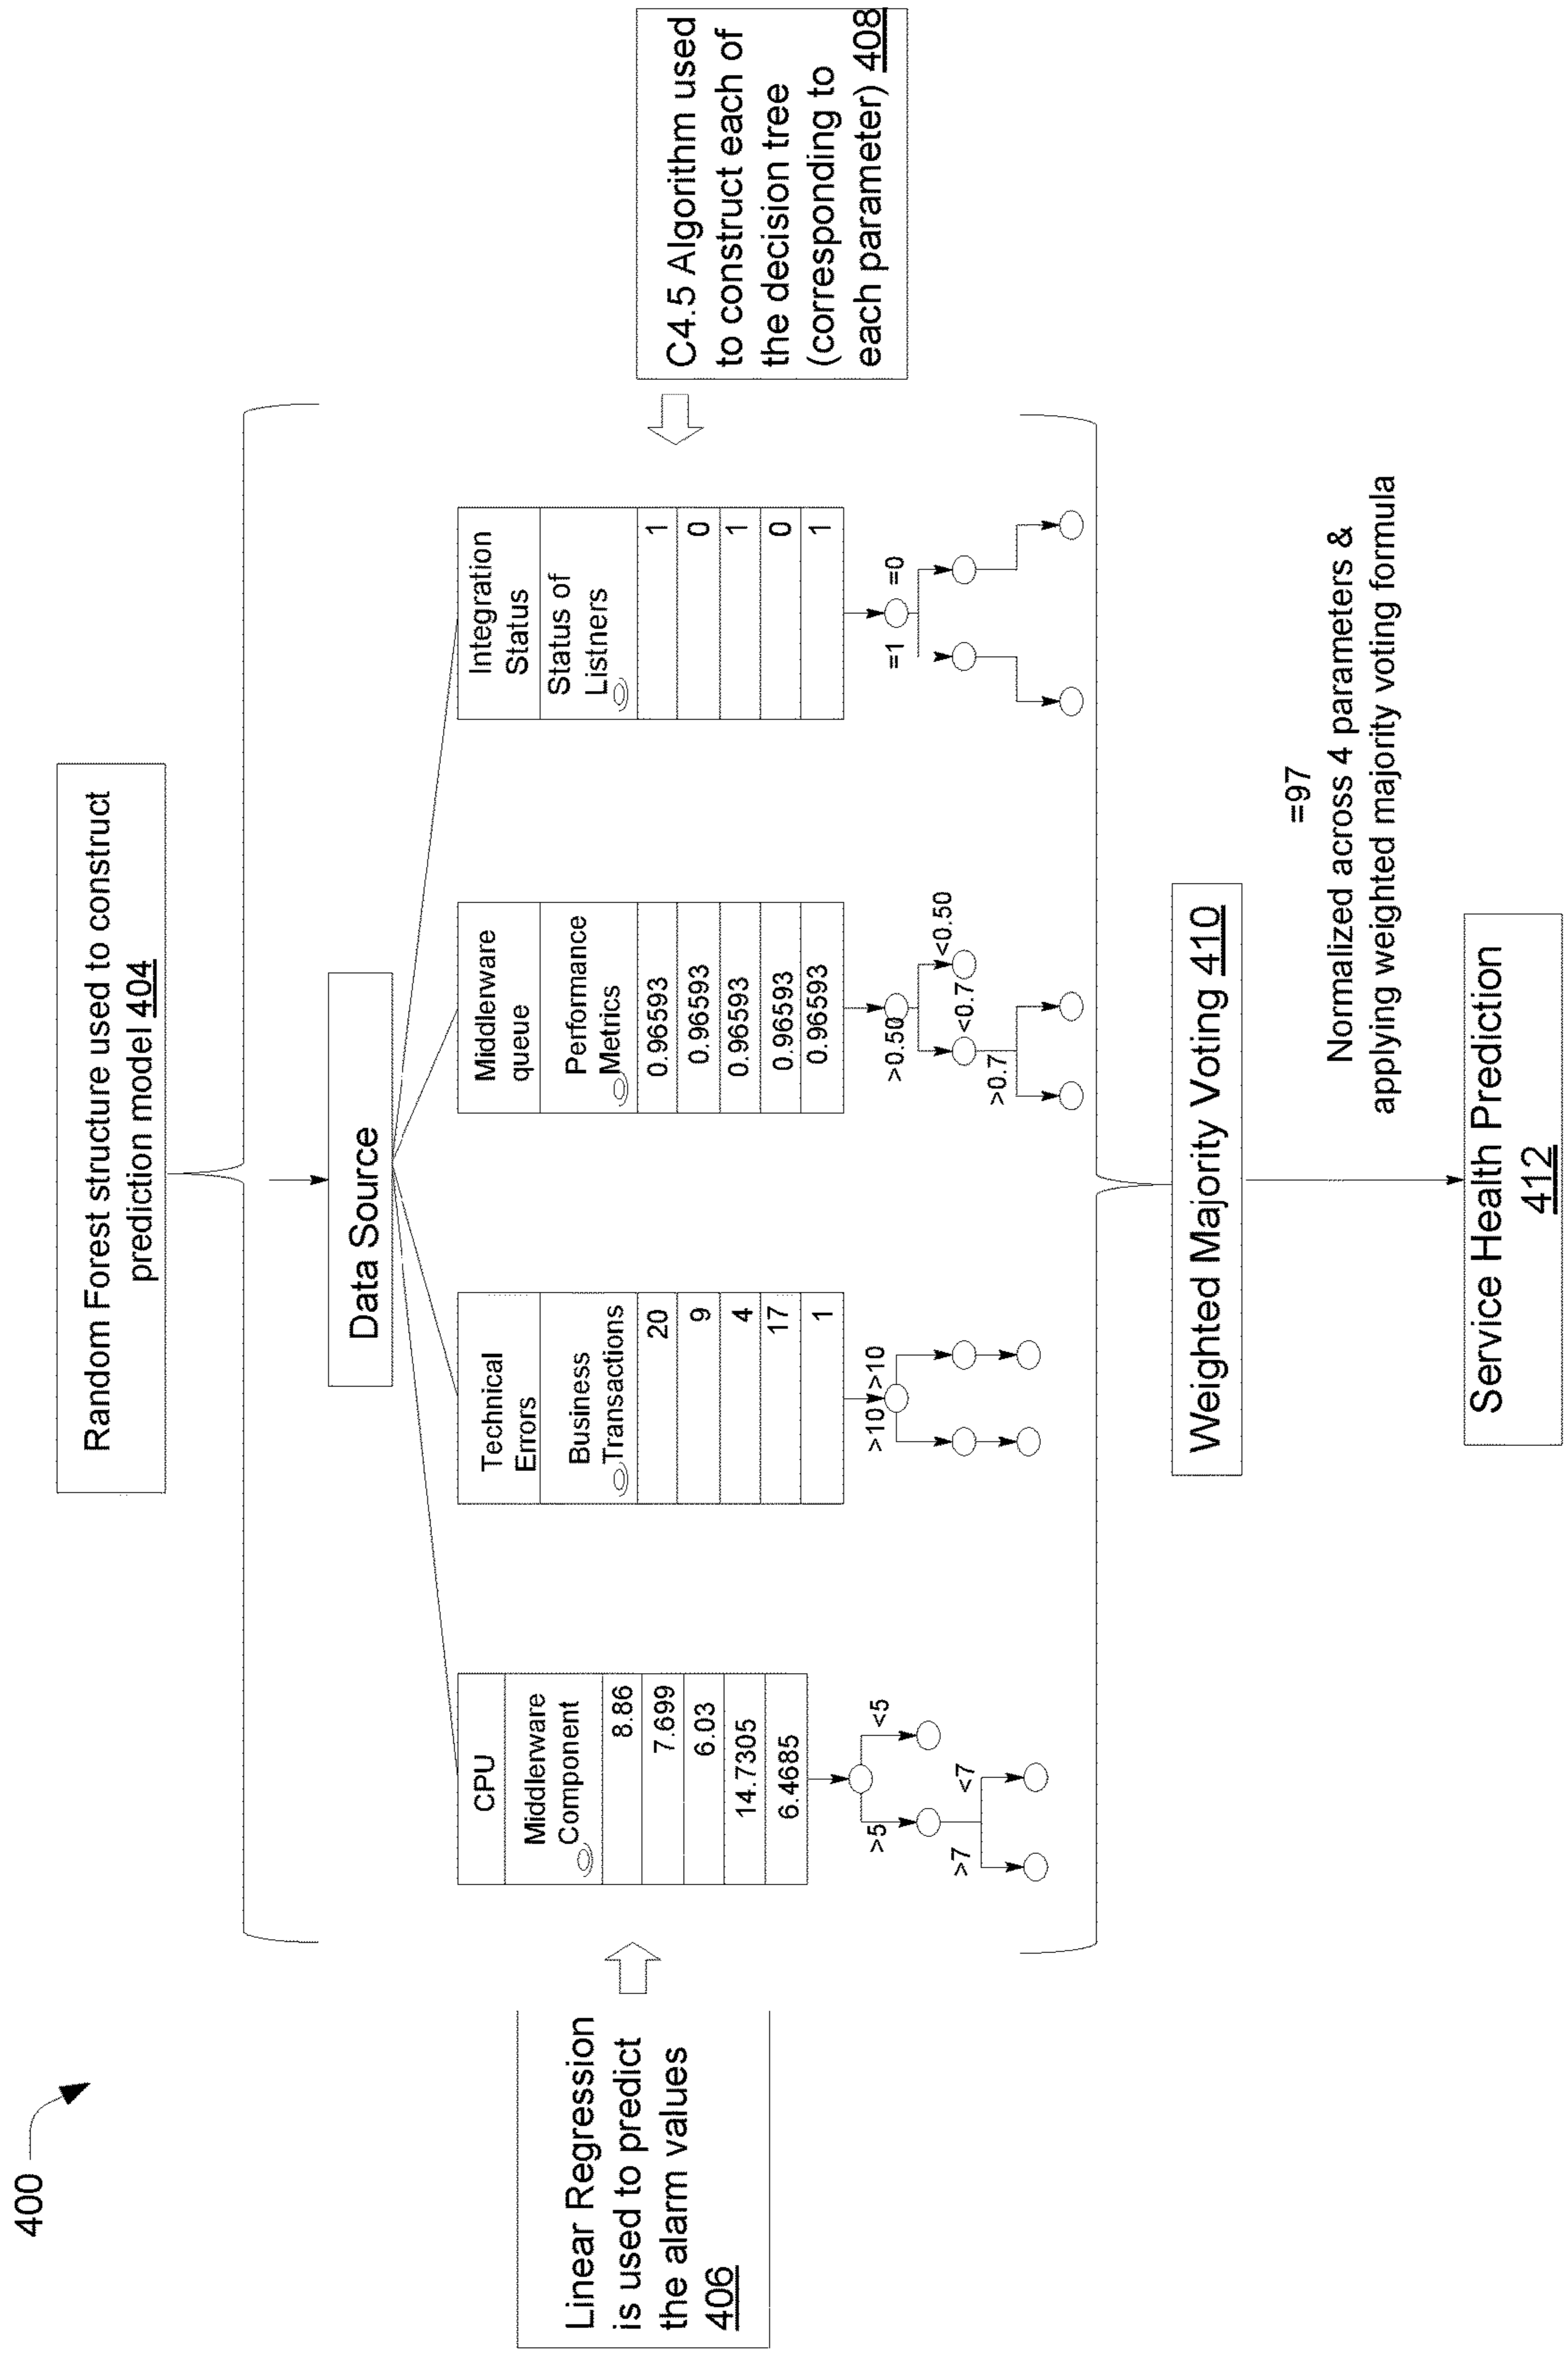 400
Random Forest structure used to construct
prediction model 404
Data Source
Linear Regression
is used to predict
the alarm values
406
CPU
Middlerware
Component
8.86
7.699
6.03
14.7305
6.4685
>5
<5
>7
<7
Technical
Errors
Business
Transactions
20
9
4
17
1
>10
>10
Middlerware
queue
Performance
Metrics
0.96593
0.96593
0.96593
0.96593
0.96593
>0.50
<0.50
>0.7
<0.7
Integration
Status
Status of
Listners
1
0
1
0
1
=1
=0
C4.5 Algorithm used
to construct each of
the decision tree
(corresponding to
each parameter) 408
Weighted Majority Voting 410
=97
Normalized across 4 parameters &
applying weighted majority voting formula
Service Health Prediction
412